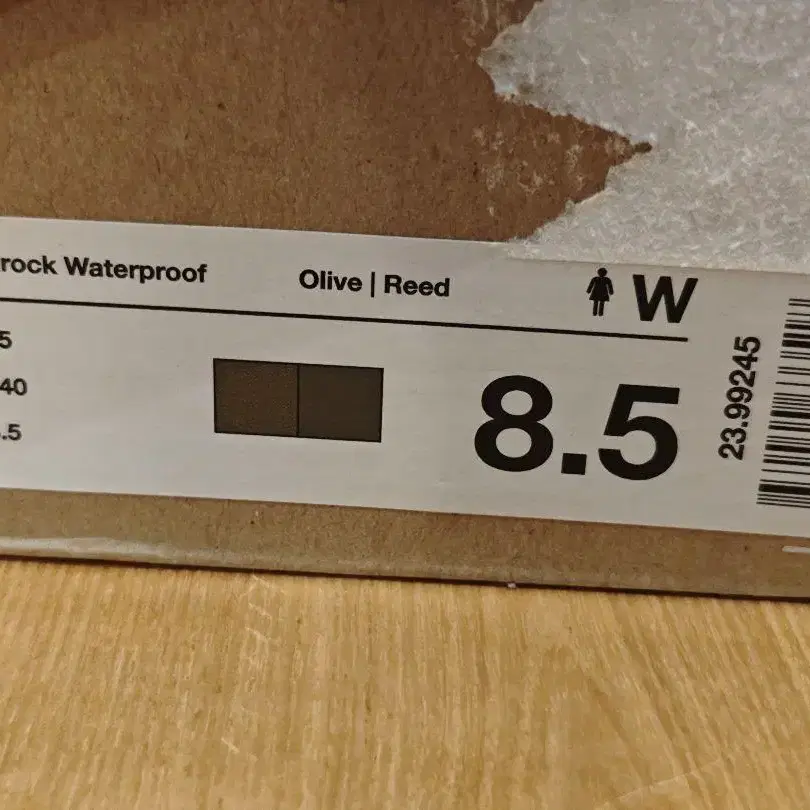 rock Waterproof
Olive | Reed
W
5
40
.5
8.5
23.99245